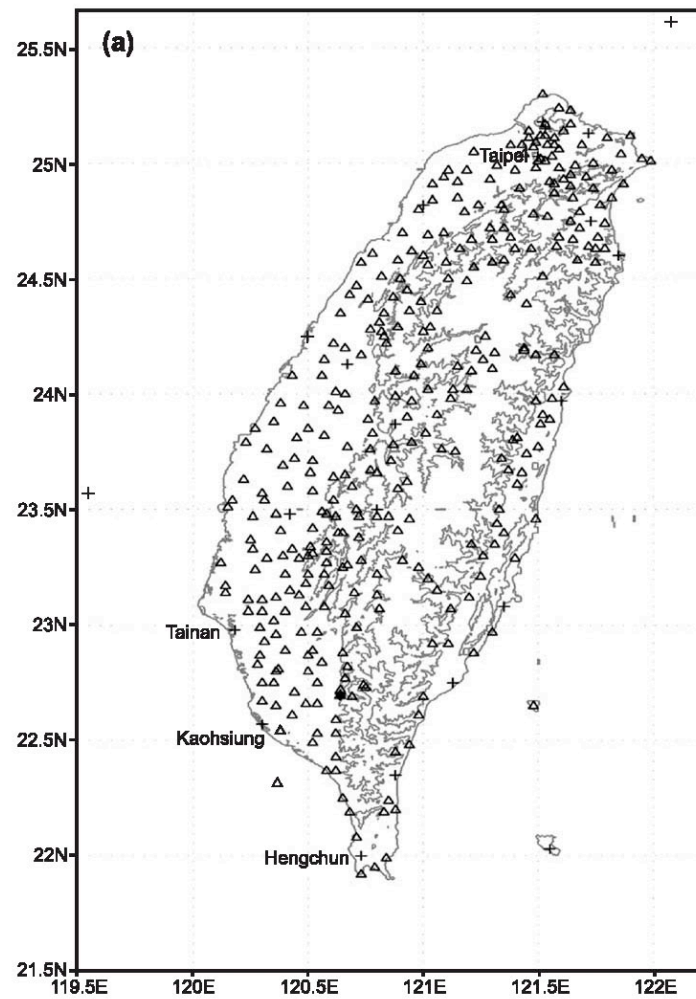 (a)
25.5N
Taipei
25N
24.5N
24N
23.5N
Tainan
23N
Kaohsiung
22.5N
Hengchun
22N
21.5N
119.5E 120E 120.5E 121E 121.5E 122E